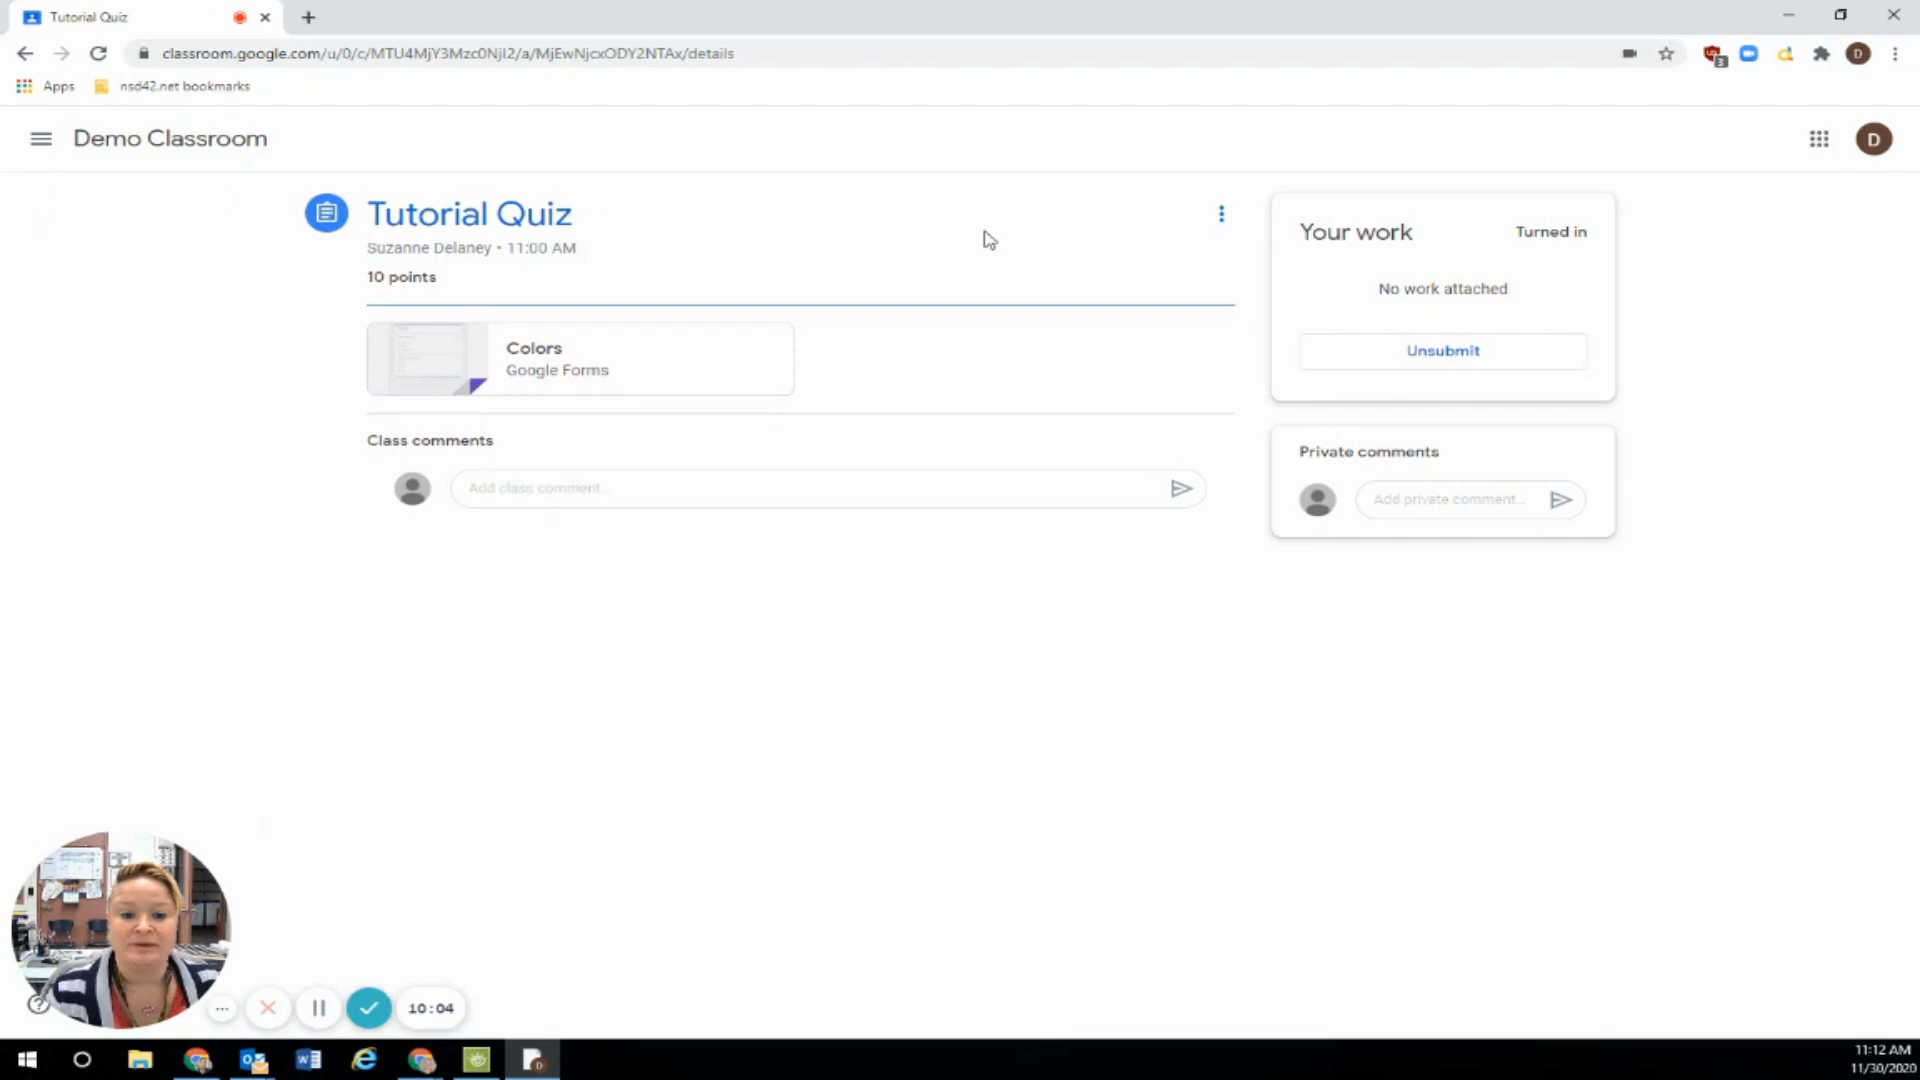 Tutorial Quiz
classroom.google.com/u/0/c/MTU4MjY3Mzc0NjI2/a/MjEwNjcxODY2NTAx/details
3
D
Apps
nsd42.net bookmarks
Demo Classroom
D
Tutorial Quiz
Suzanne Delaney • 11:00 AM
10 points
Your work
Turned in
No work attached
Unsubmit
Colors
Google Forms
Class comments
Add class comment...
Private comments
Add private comment...
10:04
11:12 AM
11/30/2020